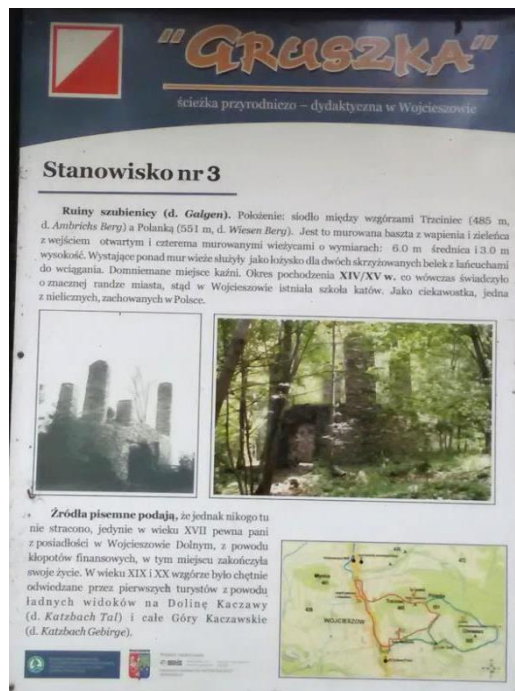 "GRUSZKA"
ścieżka przyrodniczo – dydaktyczna w Wojcieszowie
Stanowisko nr 3
Ruiny szubienicy (d. Galgen). Położenie: siodło między wzgórzami Trzciniec (485 m,
d. Ambrichs Berg) a Polanką (551 m, d. Wiesen Berg). Jest to murowana baszta z wapienia i zieleńca
z wejściem otwartym i czterema murowanymi wieżycami o wymiarach: 6.0 m średnica i 3.0 m
wysokość. Wystające ponad mur wieże służyły jako łożysko dla dwóch skrzyżowanych belek z łańcuchami
do wciągania. Domniemane miejsce kaźni. Okres pochodzenia XIV/XV w. co wówczas świadczyło
o znacznej randze miasta, stąd w Wojcieszowie istniała szkoła katów. Jako ciekawostka, jedna
z nielicznych, zachowanych w Polsce.
Źródła pisemne podają, że jednak nikogo tu
nie stracono, jedynie w wieku XVII pewna pani
z posiadłości w Wojcieszowie Dolnym, z powodu
kłopotów finansowych, w tym miejscu zakończyła
swoje życie. W wieku XIX i XX wzgórze było chętnie
odwiedzane przez pierwszych turystów z powodu
ładnych widoków na Dolinę Kaczawy
(d. Katzbach Tal) i całe Góry Kaczawskie
(d. Katzbach Gebirge).
WOJCIESZÓW